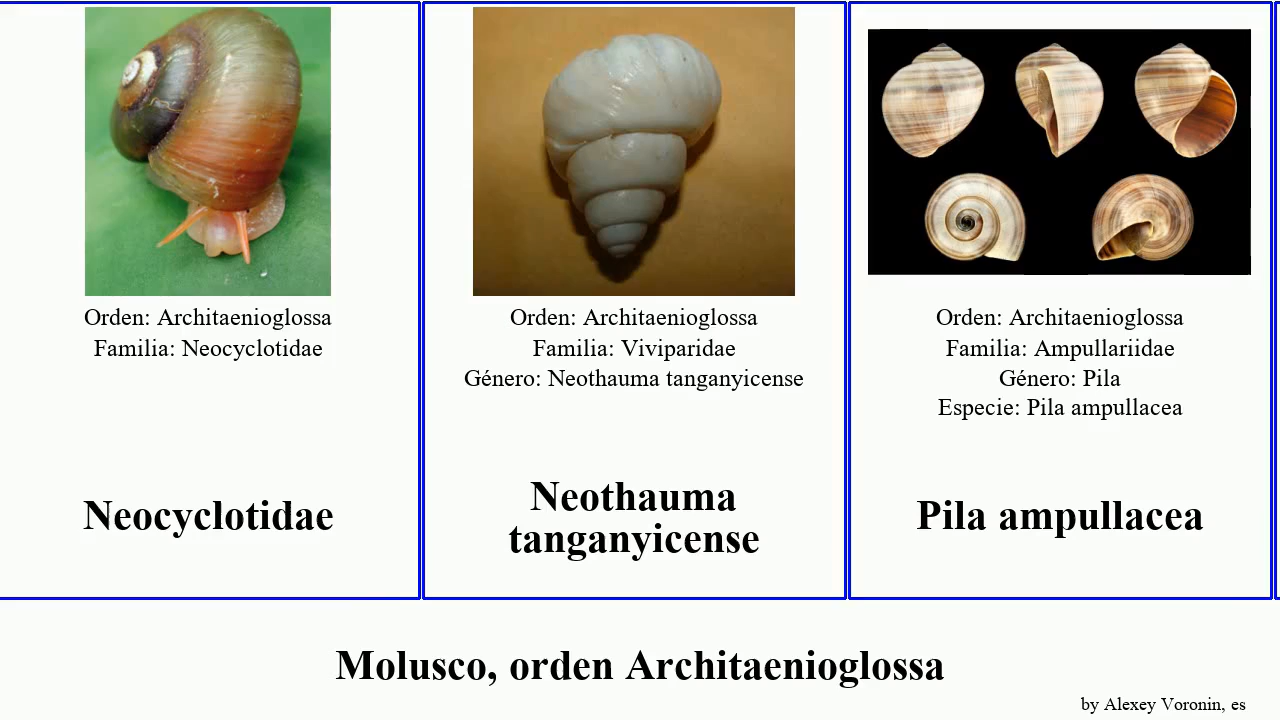 Orden: Architaenioglossa
Familia: Neocyclotidae
Neocyclotidae
Orden: Architaenioglossa
Familia: Viviparidae
Género: Neothauma tanganyicense
Neothauma
tanganyicense
Orden: Architaenioglossa
Familia: Ampullariidae
Género: Pila
Especie: Pila ampullacea
Pila ampullacea
Molusco, orden Architaenioglossa
by Alexey Voronin, es